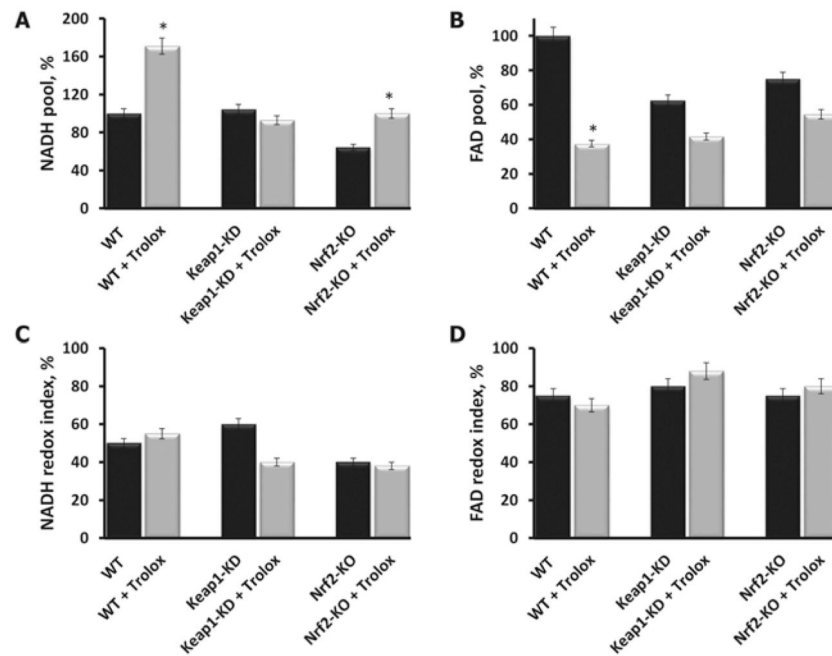 A
NADH pool, %
200
160
120
80
40
0
*
*
WT
WT + Trolox
Keap1-KD
Keap1-KD + Trolox
Nrf2-KO
Nrf2-KO + Trolox
B
FAD pool, %
100
80
60
40
20
0
*
WT
WT + Trolox
Keap1-KD
Keap1-KD + Trolox
Nrf2-KO
Nrf2-KO + Trolox
C
NADH redox index, %
100
80
60
40
20
0
WT
WT + Trolox
Keap1-KD
Keap1-KD + Trolox
Nrf2-KO
Nrf2-KO + Trolox
D
FAD redox index, %
100
80
60
40
20
0
WT
WT + Trolox
Keap1-KD
Keap1-KD + Trolox
Nrf2-KO
Nrf2-KO + Trolox